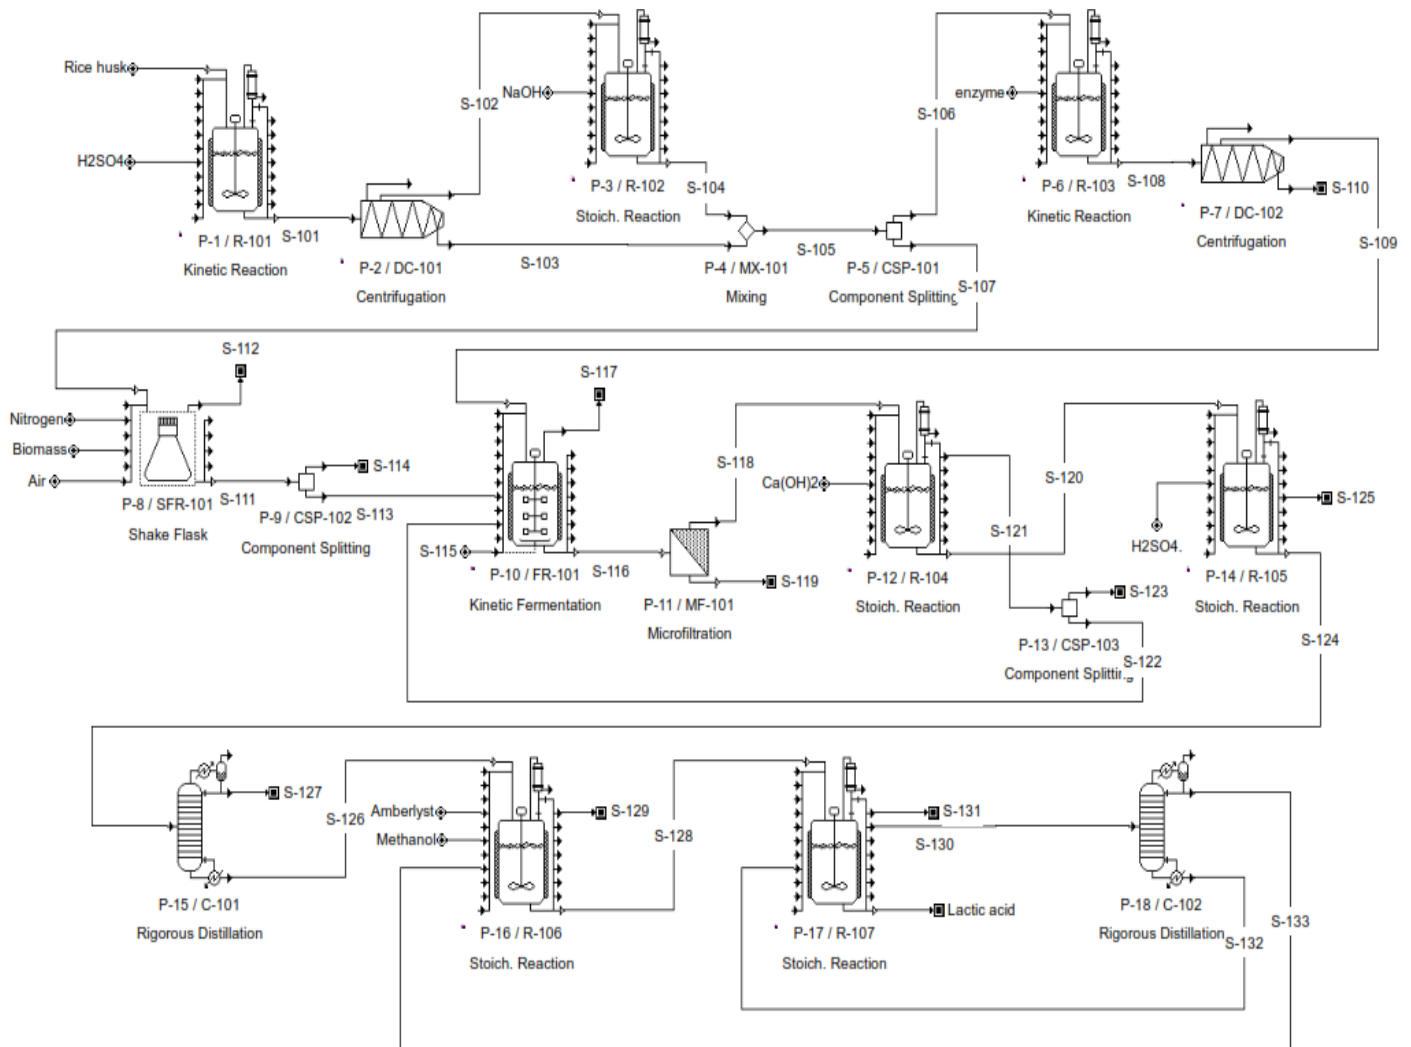 Rice husk
H2SO4
P-1 / R-101
Kinetic Reaction
S-101
P-2 / DC-101
Centrifugation
S-102
S-103
NaOH
P-3 / R-102
Stoich. Reaction
S-104
P-4 / MX-101
Mixing
S-105
P-5 / CSP-101
Component Splitting
S-106
S-107
enzyme
P-6 / R-103
Kinetic Reaction
S-108
P-7 / DC-102
Centrifugation
S-110
S-109
S-112
Nitrogen
Biomass
Air
P-8 / SFR-101
Shake Flask
S-111
S-114
P-9 / CSP-102
S-113
Component Splitting
S-117
S-115
P-10 / FR-101
Kinetic Fermentation
S-116
S-118
P-11 / MF-101
Microfiltration
S-119
Ca(OH)2
P-12 / R-104
Stoich. Reaction
S-120
S-121
S-123
P-13 / CSP-103
S-122
Component Splitting
H2SO4.
P-14 / R-105
Stoich. Reaction
S-125
S-124
S-127
P-15 / C-101
Rigorous Distillation
S-126
Amberlyst
Methanol
S-129
P-16 / R-106
Stoich. Reaction
S-128
S-131
S-130
Lactic acid
P-17 / R-107
Stoich. Reaction
P-18 / C-102
Rigorous Distillation
S-132
S-133